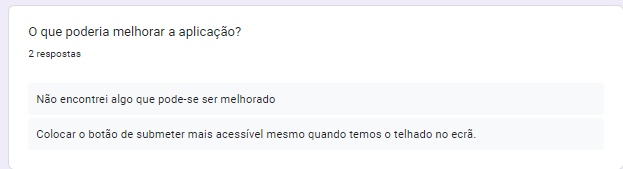 O que poderia melhorar a aplicação?
2 respostas
Não encontrei algo que pode-se ser melhorado
Colocar o botão de submeter mais acessível mesmo quando temos o telhado no ecrã.